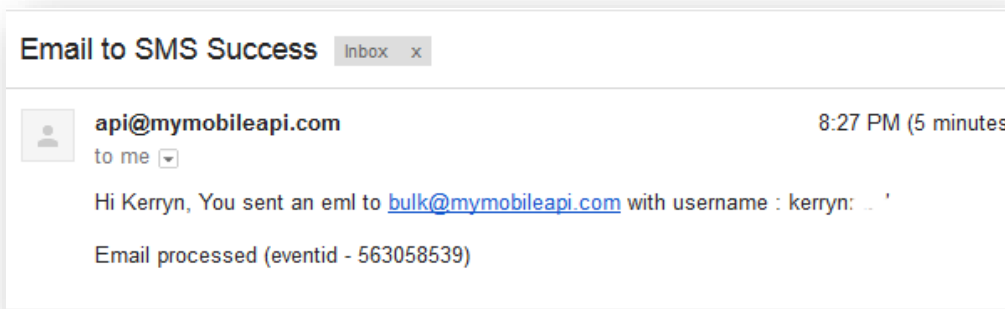 Email to SMS Success Inbox x
api@mymobileapi.com 8:27 PM (5 minutes
to me
Hi Kerryn, You sent an eml to bulk@mymobileapi.com with username : kerryn: '
Email processed (eventid - 563058539)